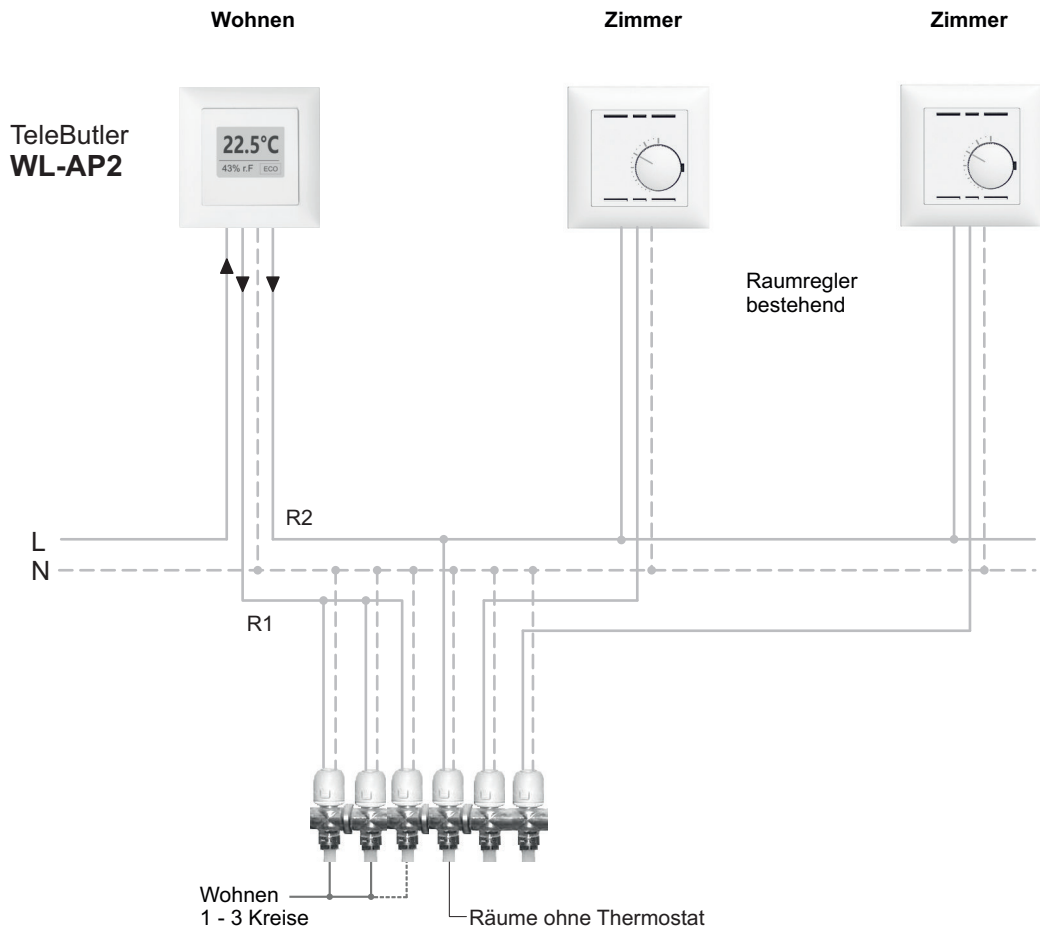 Wohnen
Zimmer
Zimmer
TeleButler
WL-AP2
22.5°C
43% r.F ECO
Raumregler
bestehend
R2
L
N
R1
Wohnen
1 - 3 Kreise
Räume ohne Thermostat